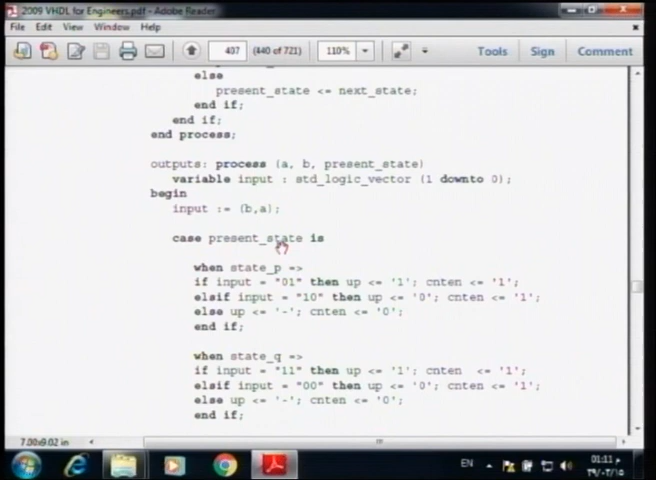 2009 VHDL for Engineers.pdf - Adobe Reader
File Edit View Window Help
407 (440 of 721) 110% Tools Sign Comment
else
present_state <= next_state;
end if;
end if;
end process;
outputs: process (a, b, present_state)
variable input : std_logic_vector (1 downto 0);
begin
input := (b,a);
case present_state is
when state_p =>
if input = "01" then up <= '1'; cnten <= '1';
elsif input = "10" then up <= '0'; cnten <= '1';
else up <= '-'; cnten <= '0';
end if;
when state_q =>
if input = "11" then up <= '1'; cnten <= '1';
elsif input = "00" then up <= '0'; cnten <= '1';
else up <= '-'; cnten <= '0';
end if;
7.00x9.02 in
EN
01:11 م